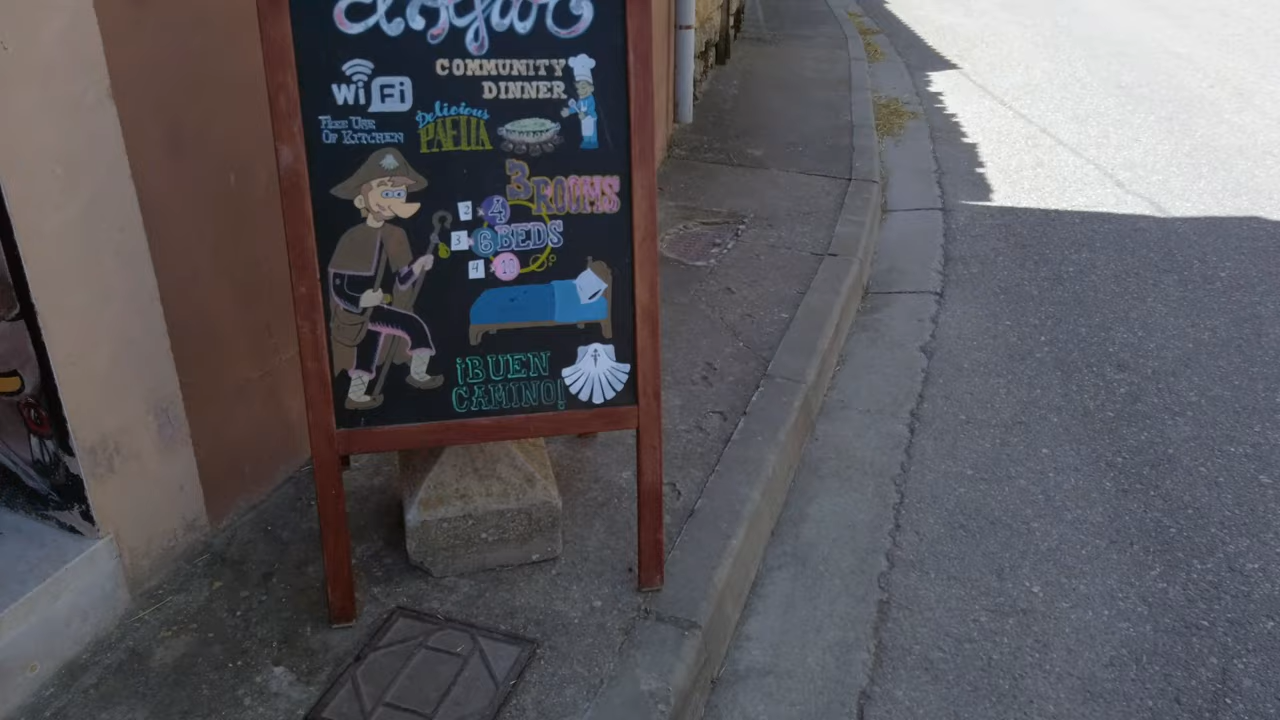 WiFi
COMMUNITY
DINNER
FREE USE
OF KITCHEN
Delicious
PAELLA
3 ROOMS
2 4
3 6 BEDS
4 10
¡BUEN
CAMINO!